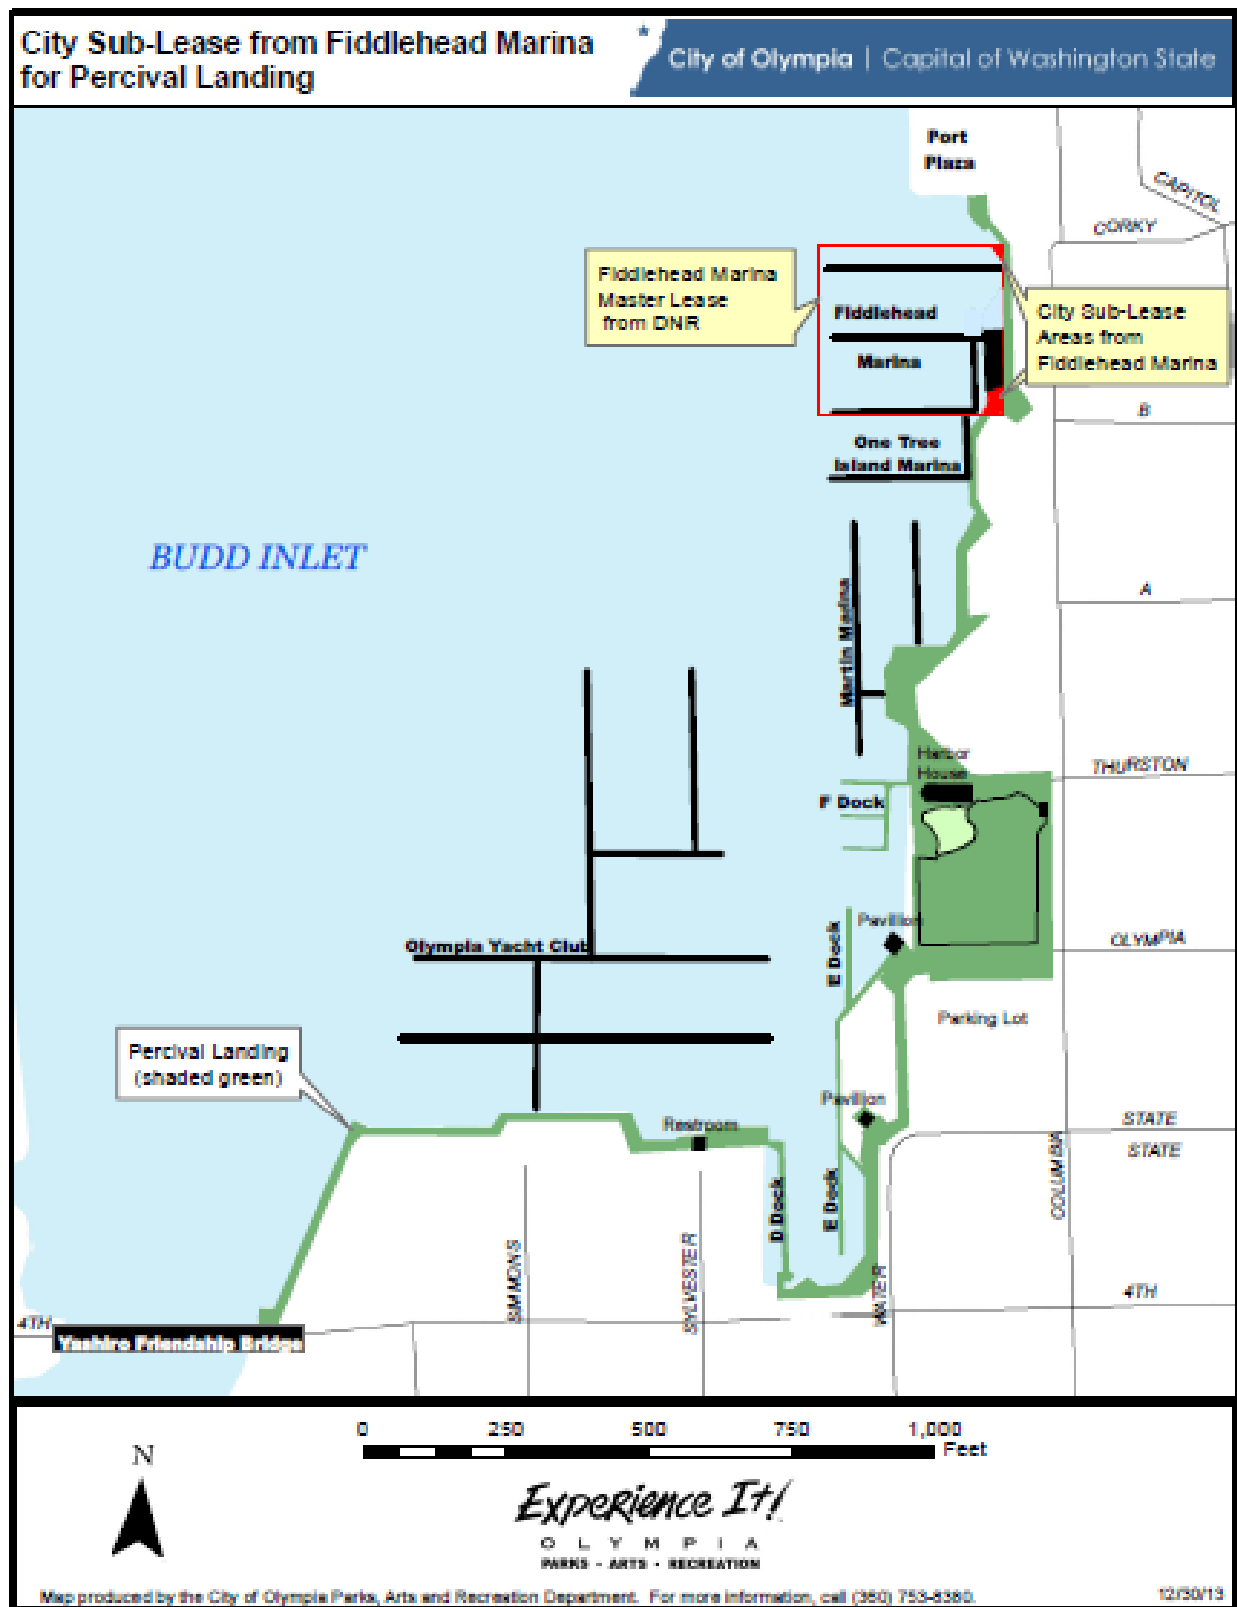 City Sub-Lease from Fiddlehead Marina
for Percival Landing
City of Olympia | Capital of Washington State
Port
Plaza
CAPITOL
CORKY
Fiddlehead Marina
Master Lease
from DNR
Fiddlehead
Marina
City Sub-Lease
Areas from
Fiddlehead Marina
B
One Tree
Island Marina
BUDD INLET
A
Martin Marina
Harbor
House
THURSTON
F Dock
Pavillion
E Dock
OLYMPIA
Olympia Yacht Club
Parking Lot
Percival Landing
(shaded green)
Pavillion
Restroom
STATE
STATE
COLUMBIA
D Dock
E Dock
SIMMONS
SYLVESTER
WATER
4TH
4TH
Yashiro Friendship Bridge
0 250 500 750 1,000
Feet
N
Experience It!
OLYMPIA
PARKS - ARTS - RECREATION
Map produced by the City of Olympia Parks, Arts and Recreation Department. For more information, call (360) 753-8380.
12/30/13